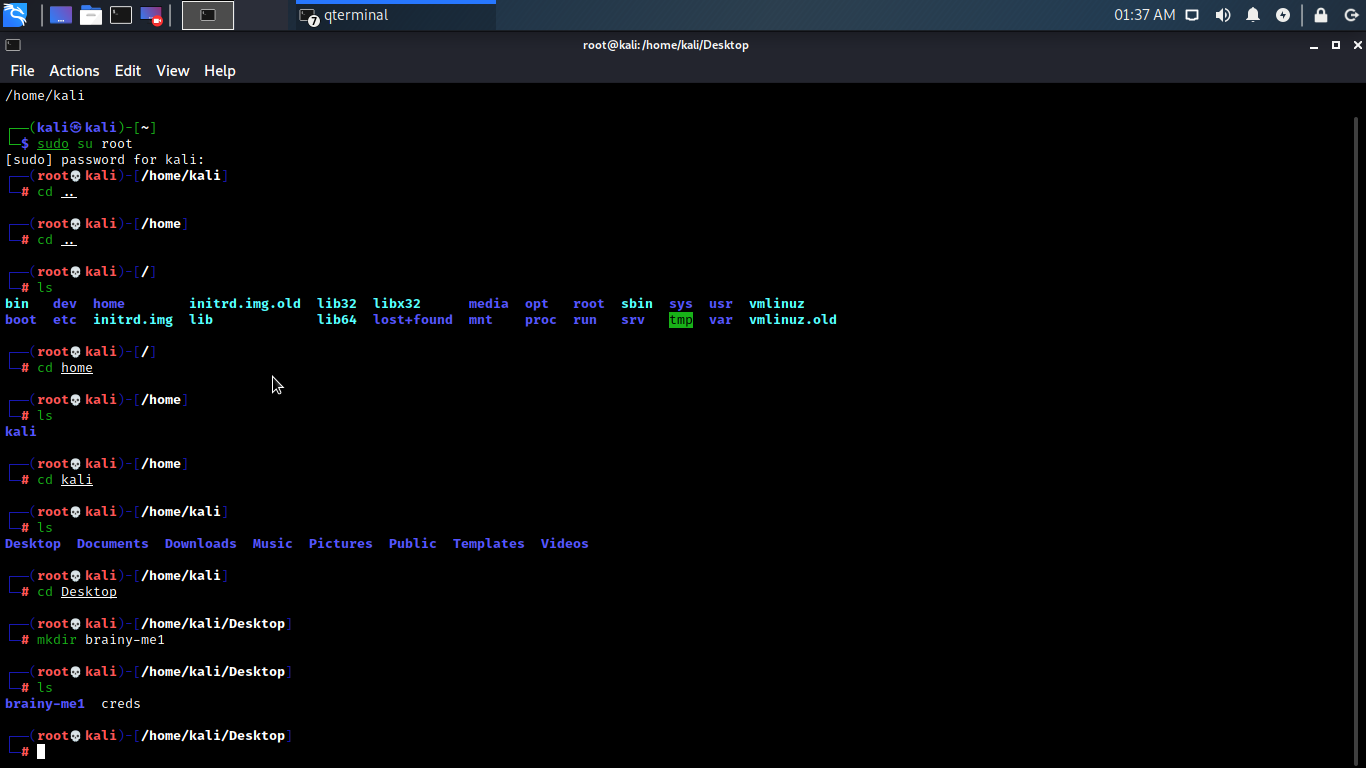 7 qterminal 01:37 AM
root@kali: /home/kali/Desktop
File Actions Edit View Help
/home/kali
┌──(kali㉿kali)-[~]
└─$ sudo su root
[sudo] password for kali:
┌──(root💀kali)-[/home/kali]
└─# cd ..
┌──(root💀kali)-[/home]
└─# cd ..
┌──(root💀kali)-[/]
└─# ls
bin dev home initrd.img.old lib32 libx32 media opt root sbin sys usr vmlinuz
boot etc initrd.img lib lib64 lost+found mnt proc run srv tmp var vmlinuz.old
┌──(root💀kali)-[/]
└─# cd home
┌──(root💀kali)-[/home]
└─# ls
kali
┌──(root💀kali)-[/home]
└─# cd kali
┌──(root💀kali)-[/home/kali]
└─# ls
Desktop Documents Downloads Music Pictures Public Templates Videos
┌──(root💀kali)-[/home/kali]
└─# cd Desktop
┌──(root💀kali)-[/home/kali/Desktop]
└─# mkdir brainy-me1
┌──(root💀kali)-[/home/kali/Desktop]
└─# ls
brainy-me1 creds
┌──(root💀kali)-[/home/kali/Desktop]
└─#